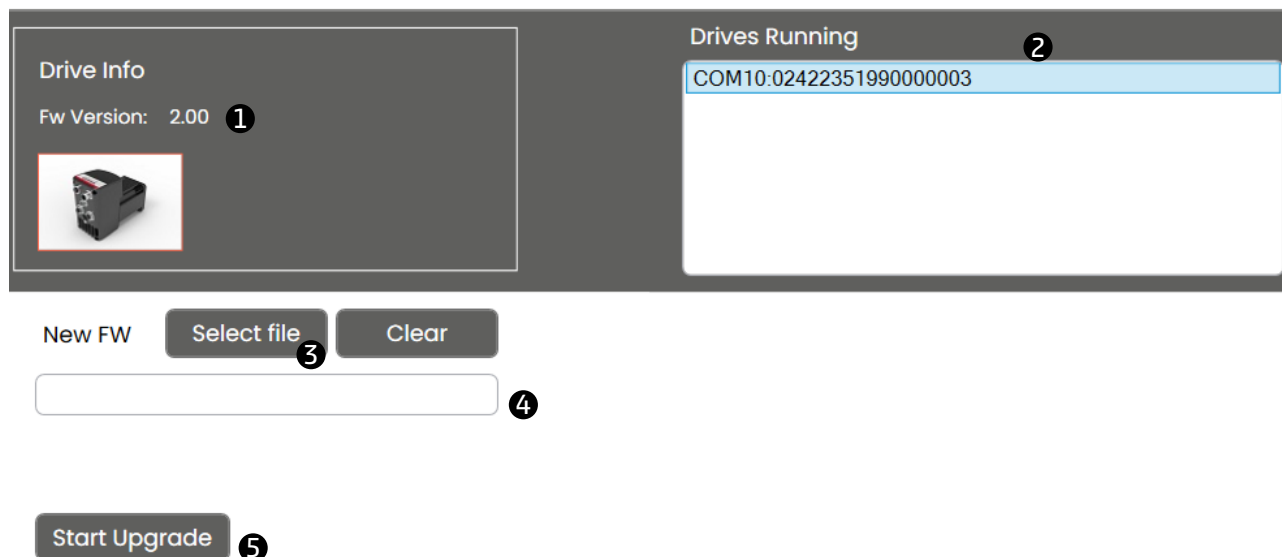 Drive Info
Fw Version: 2.00 ❶
Drives Running ❷
COM10:02422351990000003
New FW Select file ❸ Clear
❹
Start Upgrade ❺